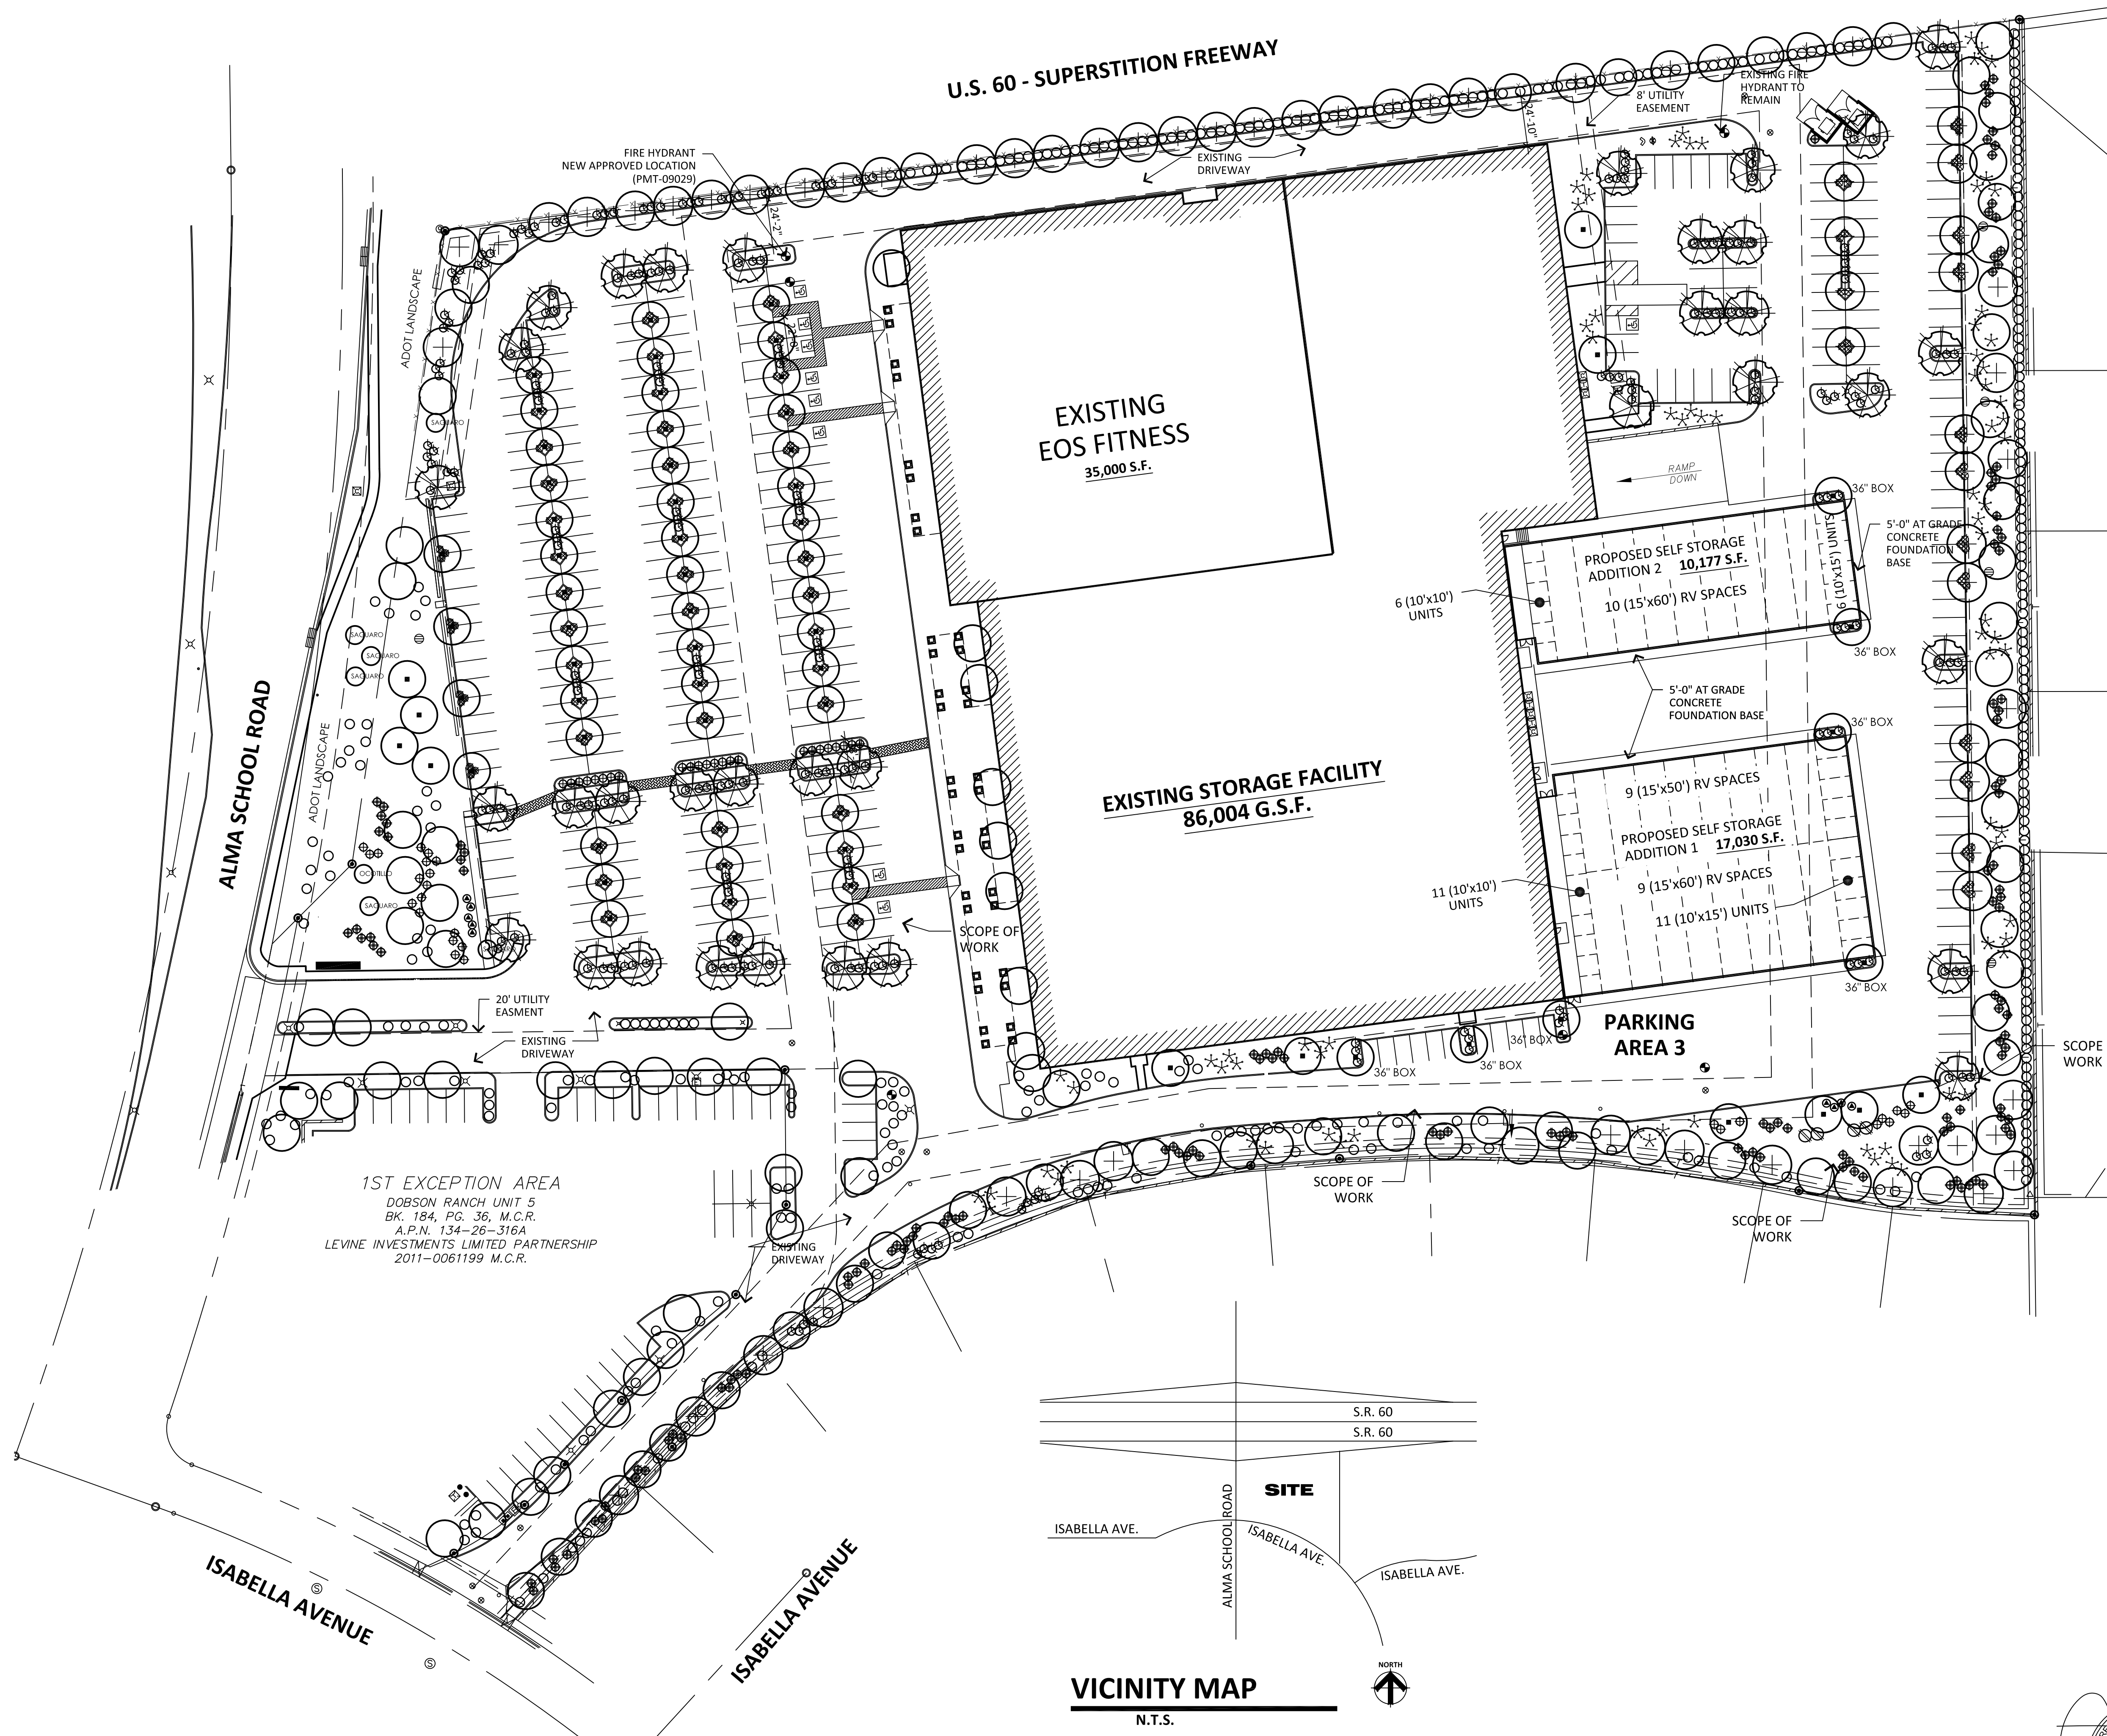 U.S. 60 - SUPERSTITION FREEWAY
EXISTING FIRE
HYDRANT TO
REMAIN
8' UTILITY
EASEMENT
24'-10"
FIRE HYDRANT
NEW APPROVED LOCATION
(PMT-09029)
EXISTING
DRIVEWAY
24'-2"
ADOT LANDSCAPE
SAGUARO
EXISTING
EOS FITNESS
35,000 S.F.
RAMP
DOWN
36" BOX
5'-0" AT GRADE
CONCRETE
FOUNDATION
BASE
PROPOSED SELF STORAGE
ADDITION 2 10,177 S.F.
10 (15'x60') RV SPACES
6 (10'x15') UNITS
6 (10'x10')
UNITS
36" BOX
SAGUARO
SAGUARO
SAGUARO
ALMA SCHOOL ROAD
ADOT LANDSCAPE
5'-0" AT GRADE
CONCRETE
FOUNDATION BASE
36" BOX
EXISTING STORAGE FACILITY
86,004 G.S.F.
9 (15'x50') RV SPACES
PROPOSED SELF STORAGE
ADDITION 1 17,030 S.F.
9 (15'x60') RV SPACES
11 (10'x15') UNITS
11 (10'x10')
UNITS
OCOTILLO
SAGUARO
SCOPE OF
WORK
36" BOX
20' UTILITY
EASMENT
EXISTING
DRIVEWAY
36" BOX
36" BOX
36" BOX
PARKING
AREA 3
SCOPE
WORK
1ST EXCEPTION AREA
DOBSON RANCH UNIT 5
BK. 184, PG. 36, M.C.R.
A.P.N. 134-26-316A
LEVINE INVESTMENTS LIMITED PARTNERSHIP
2011-0061199 M.C.R.
EXISTING
DRIVEWAY
SCOPE OF
WORK
SCOPE OF
WORK
ISABELLA AVENUE
ISABELLA AVENUE
S
S
S.R. 60
S.R. 60
SITE
ALMA SCHOOL ROAD
ISABELLA AVE.
ISABELLA AVE.
ISABELLA AVE.
VICINITY MAP
N.T.S.
NORTH